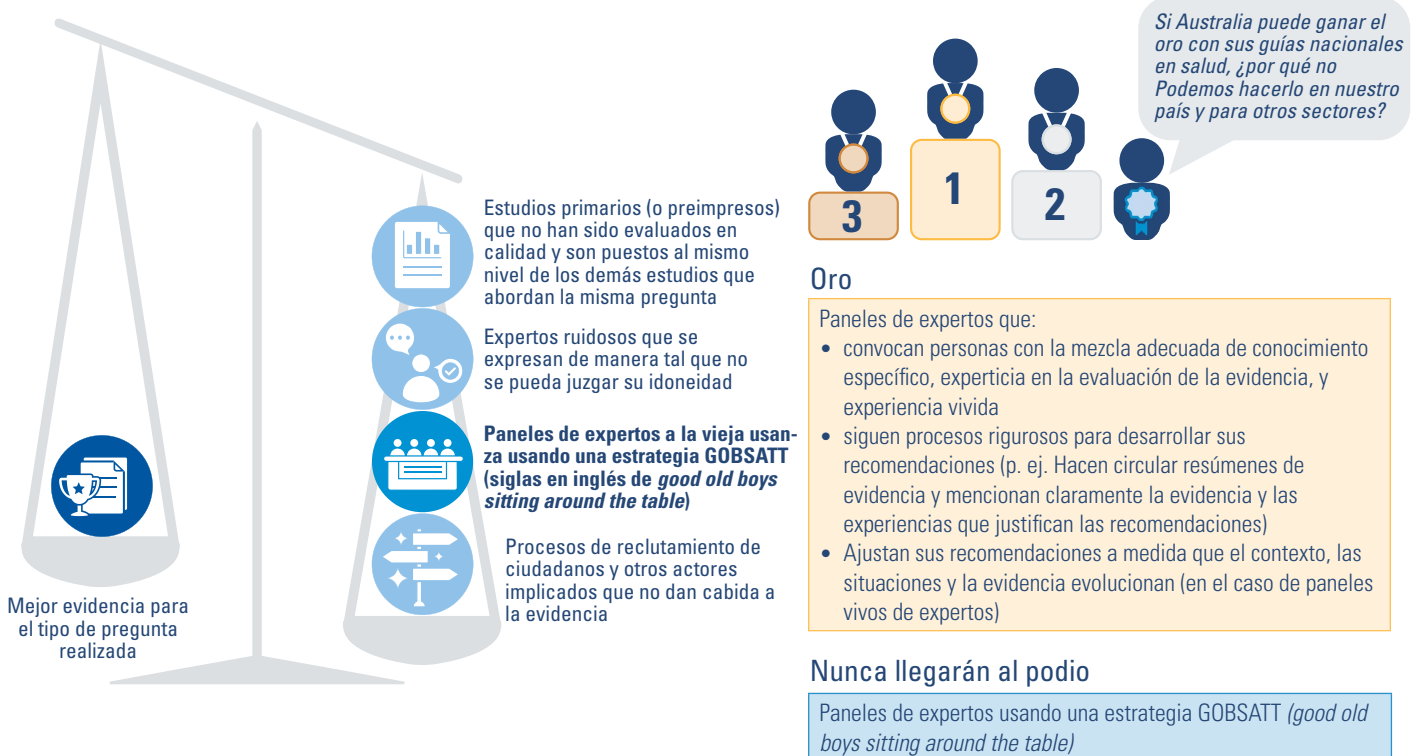 Mejor evidencia para
el tipo de pregunta
realizada
Estudios primarios (o preimpresos)
que no han sido evaluados en
calidad y son puestos al mismo
nivel de los demás estudios que
abordan la misma pregunta
Expertos ruidosos que se
expresan de manera tal que no
se pueda juzgar su idoneidad
Paneles de expertos a la vieja usan-
za usando una estrategia GOBSATT
(siglas en inglés de good old boys
sitting around the table)
Procesos de reclutamiento de
ciudadanos y otros actores
implicados que no dan cabida a
la evidencia
Si Australia puede ganar el
oro con sus guías nacionales
en salud, ¿por qué no
Podemos hacerlo en nuestro
país y para otros sectores?
3
1
2
Oro
Paneles de expertos que:
• convocan personas con la mezcla adecuada de conocimiento
específico, experticia en la evaluación de la evidencia, y
experiencia vivida
• siguen procesos rigurosos para desarrollar sus
recomendaciones (p. ej. Hacen circular resúmenes de
evidencia y mencionan claramente la evidencia y las
experiencias que justifican las recomendaciones)
• Ajustan sus recomendaciones a medida que el contexto, las
situaciones y la evidencia evolucionan (en el caso de paneles
vivos de expertos)
Nunca llegarán al podio
Paneles de expertos usando una estrategia GOBSATT (good old
boys sitting around the table)